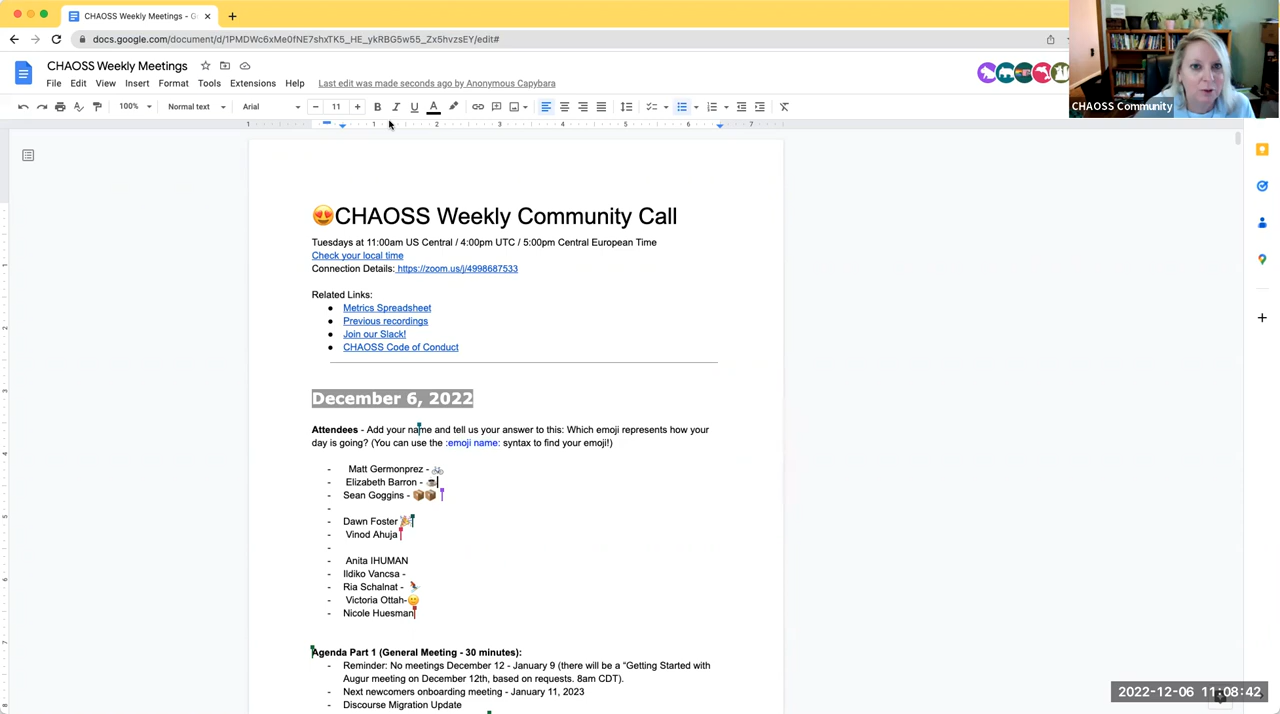 CHAOSS Weekly Meetings - G
docs.google.com/document/d/1PMDWc6xMe0fNE7shxTK5_HE_ykRBG5w55_Zx5hvzsEY/edit#
CHAOSS Weekly Meetings
File Edit View Insert Format Tools Extensions Help Last edit was made seconds ago by Anonymous Capybara
100% Normal text Arial 11
CHAOSS Community
1 1 2 3 4 5 6 7
😍CHAOSS Weekly Community Call
Tuesdays at 11:00am US Central / 4:00pm UTC / 5:00pm Central European Time
Check your local time
Connection Details: https://zoom.us/j/4998687533
Related Links:
● Metrics Spreadsheet
● Previous recordings
● Join our Slack!
● CHAOSS Code of Conduct
December 6, 2022
Attendees - Add your name and tell us your answer to this: Which emoji represents how your
day is going? (You can use the :emoji name: syntax to find your emoji!)
- Matt Germonprez - 🚲
- Elizabeth Barron - ☕
- Sean Goggins - 📦📦
-
- Dawn Foster
- Vinod Ahuja
-
- Anita IHUMAN
- Ildiko Vancsa -
- Ria Schalnat -
- Victoria Ottah-
- Nicole Huesman
Agenda Part 1 (General Meeting - 30 minutes):
- Reminder: No meetings December 12 - January 9 (there will be a “Getting Started with
Augur meeting on December 12th, based on requests. 8am CDT).
- Next newcomers onboarding meeting - January 11, 2023
- Discourse Migration Update
2022-12-06 11:08:42